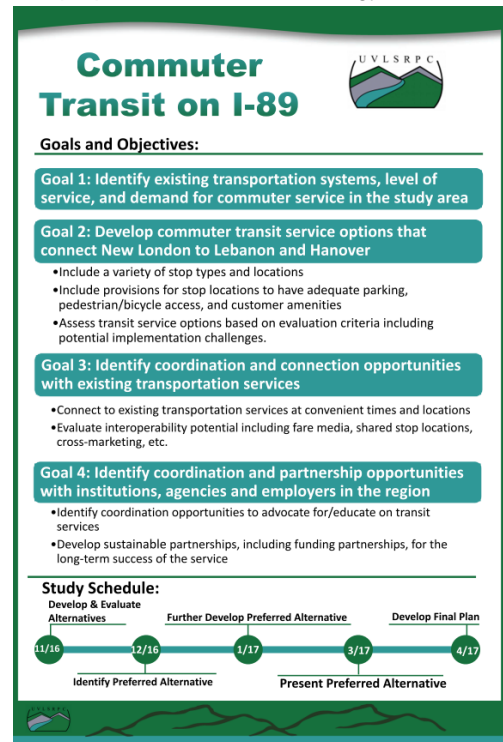 Commuter
Transit on I-89
UVLSRPC
Goals and Objectives:
Goal 1: Identify existing transportation systems, level of
service, and demand for commuter service in the study area
Goal 2: Develop commuter transit service options that
connect New London to Lebanon and Hanover
•Include a variety of stop types and locations
•Include provisions for stop locations to have adequate parking,
pedestrian/bicycle access, and customer amenities
•Assess transit service options based on evaluation criteria including
potential implementation challenges.
Goal 3: Identify coordination and connection opportunities
with existing transportation services
•Connect to existing transportation services at convenient times and locations
•Evaluate interoperability potential including fare media, shared stop locations,
cross-marketing, etc.
Goal 4: Identify coordination and partnership opportunities
with institutions, agencies and employers in the region
•Identify coordination opportunities to advocate for/educate on transit
services
•Develop sustainable partnerships, including funding partnerships, for the
long-term success of the service
Study Schedule:
Develop & Evaluate
Alternatives
Further Develop Preferred Alternative
Develop Final Plan
11/16
12/16
1/17
3/17
4/17
Identify Preferred Alternative
Present Preferred Alternative
UVLSRPC